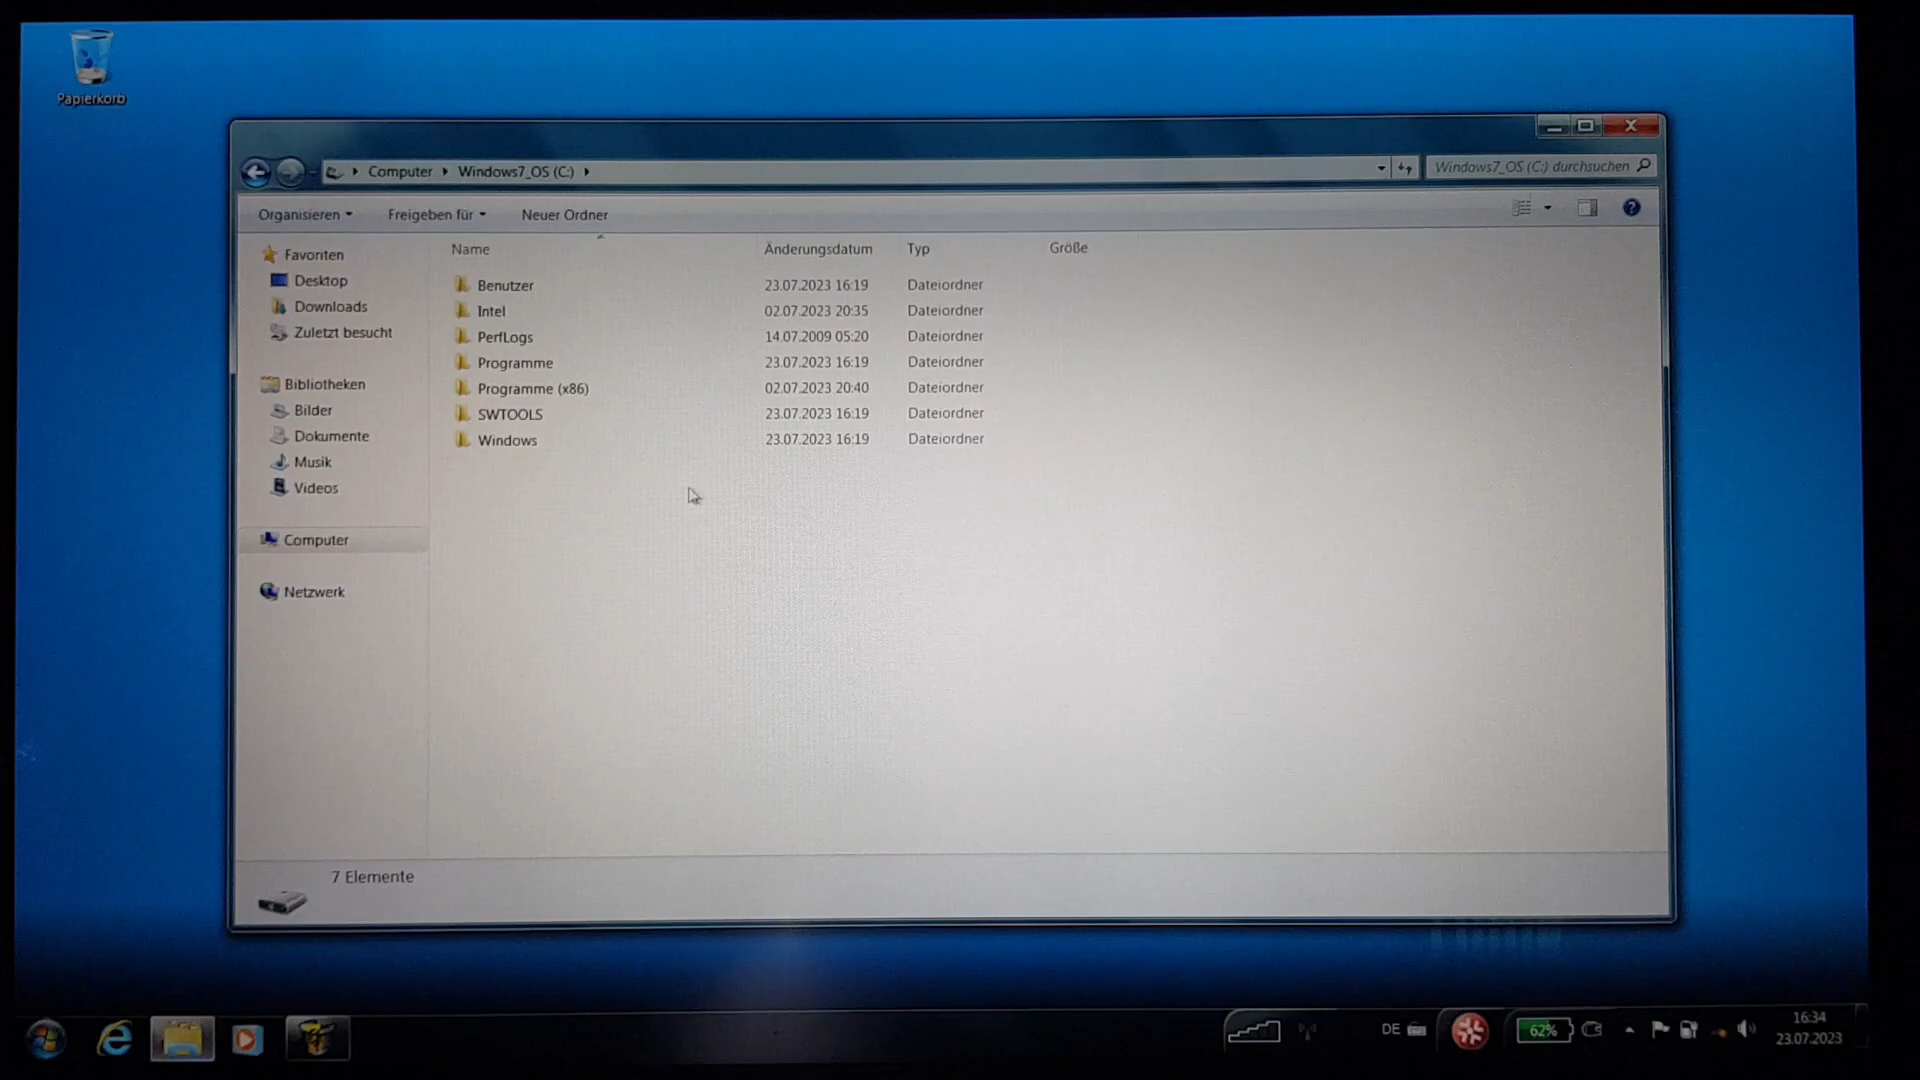 Papierkorb
Computer
Windows7_OS (C:)
Windows7_OS (C:) durchsuchen
Organisieren
Freigeben für
Neuer Ordner
Name Änderungsdatum Typ Größe
Favoriten
Desktop
Downloads
Zuletzt besucht
Bibliotheken
Bilder
Dokumente
Musik
Videos
Computer
Netzwerk
Benutzer 23.07.2023 16:19 Dateiordner
Intel 02.07.2023 20:35 Dateiordner
PerfLogs 14.07.2009 05:20 Dateiordner
Programme 23.07.2023 16:19 Dateiordner
Programme (x86) 02.07.2023 20:40 Dateiordner
SWTOOLS 23.07.2023 16:19 Dateiordner
Windows 23.07.2023 16:19 Dateiordner
7 Elemente
DE
62%
16:34
23.07.2023